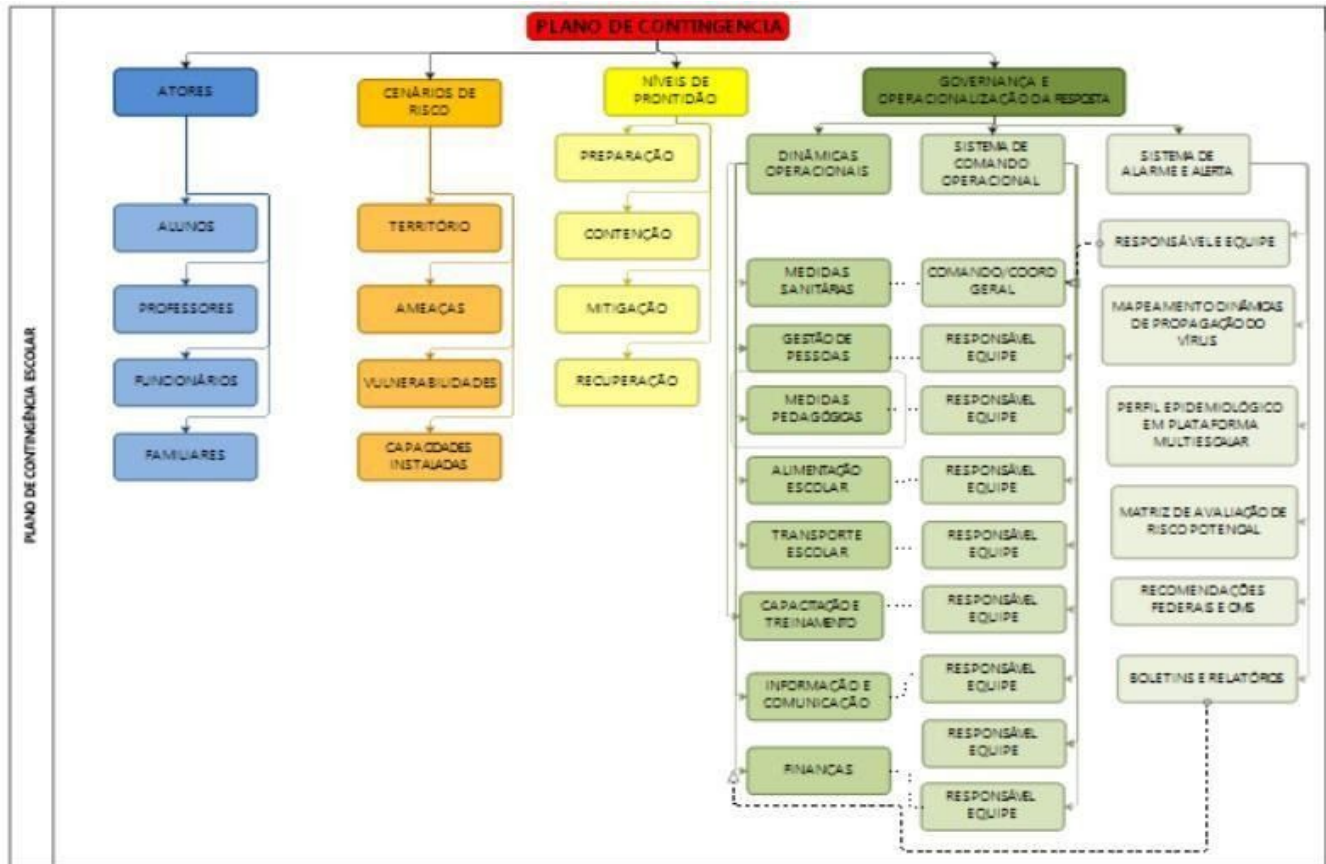 PLANO DE CONTINGÊNCIA ESCOLAR
PLANO DE CONTINGENCIA
ATORES
ALUNOS
PROFESSORES
FUNCIONÁRIOS
FAMILIARES
CENÁRIOS DE
RISCO
TERRITÓRIO
AMEAÇAS
VULNERABILIDADES
CAPACIDADES
INSTALADAS
NÍVEIS DE
PRONTIDÃO
PREPARAÇÃO
CONTENÇÃO
MITIGAÇÃO
RECUPERAÇÃO
GOVERNANÇA E
OPERACIONALIZAÇÃO DA RESPOSTA
DINÂMICAS
OPERACIONAIS
MEDIDAS
SANITÁRIAS
GESTÃO DE
PESSOAS
MEDIDAS
PEDAGÓGICAS
ALIMENTAÇÃO
ESCOLAR
TRANSPORTE
ESCOLAR
CAPACITAÇÃO E
TREINAMENTO
INFORMAÇÃO E
COMUNICAÇÃO
FINANÇAS
SISTEMA DE
COMANDO
OPERACIONAL
COMANDO/COORD
GERAL
RESPONSÁVEL
EQUIPE
RESPONSÁVEL
EQUIPE
RESPONSÁVEL
EQUIPE
RESPONSÁVEL
EQUIPE
RESPONSÁVEL
EQUIPE
RESPONSÁVEL
EQUIPE
RESPONSÁVEL
EQUIPE
RESPONSÁVEL
EQUIPE
SISTEMA DE
ALARME E ALERTA
RESPONSÁVEL E EQUIPE
MAPEAMENTO DINÂMICAS
DE PROPAGAÇÃO DO
VÍRUS
PERFIL EPIDEMIOLÓGICO
EM PLATAFORMA
MULTIESCALAR
MATRIZ DE AVALIAÇÃO DE
RISCO POTENCIAL
RECOMENDAÇÕES
FEDERAIS E OMS
BOLETINS E RELATÓRIOS